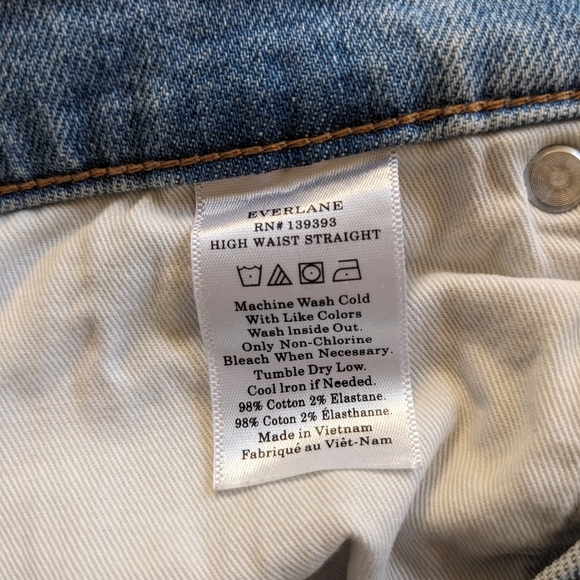 EVERLANE
RN# 139393
HIGH WAIST STRAIGHT
Machine Wash Cold
With Like Colors
Wash Inside Out.
Only Non-Chlorine
Bleach When Necessary.
Tumble Dry Low.
Cool Iron if Needed.
98% Cotton 2% Elastane.
98% Coton 2% Élasthanne.
Made in Vietnam
Fabriqué au Viêt-Nam